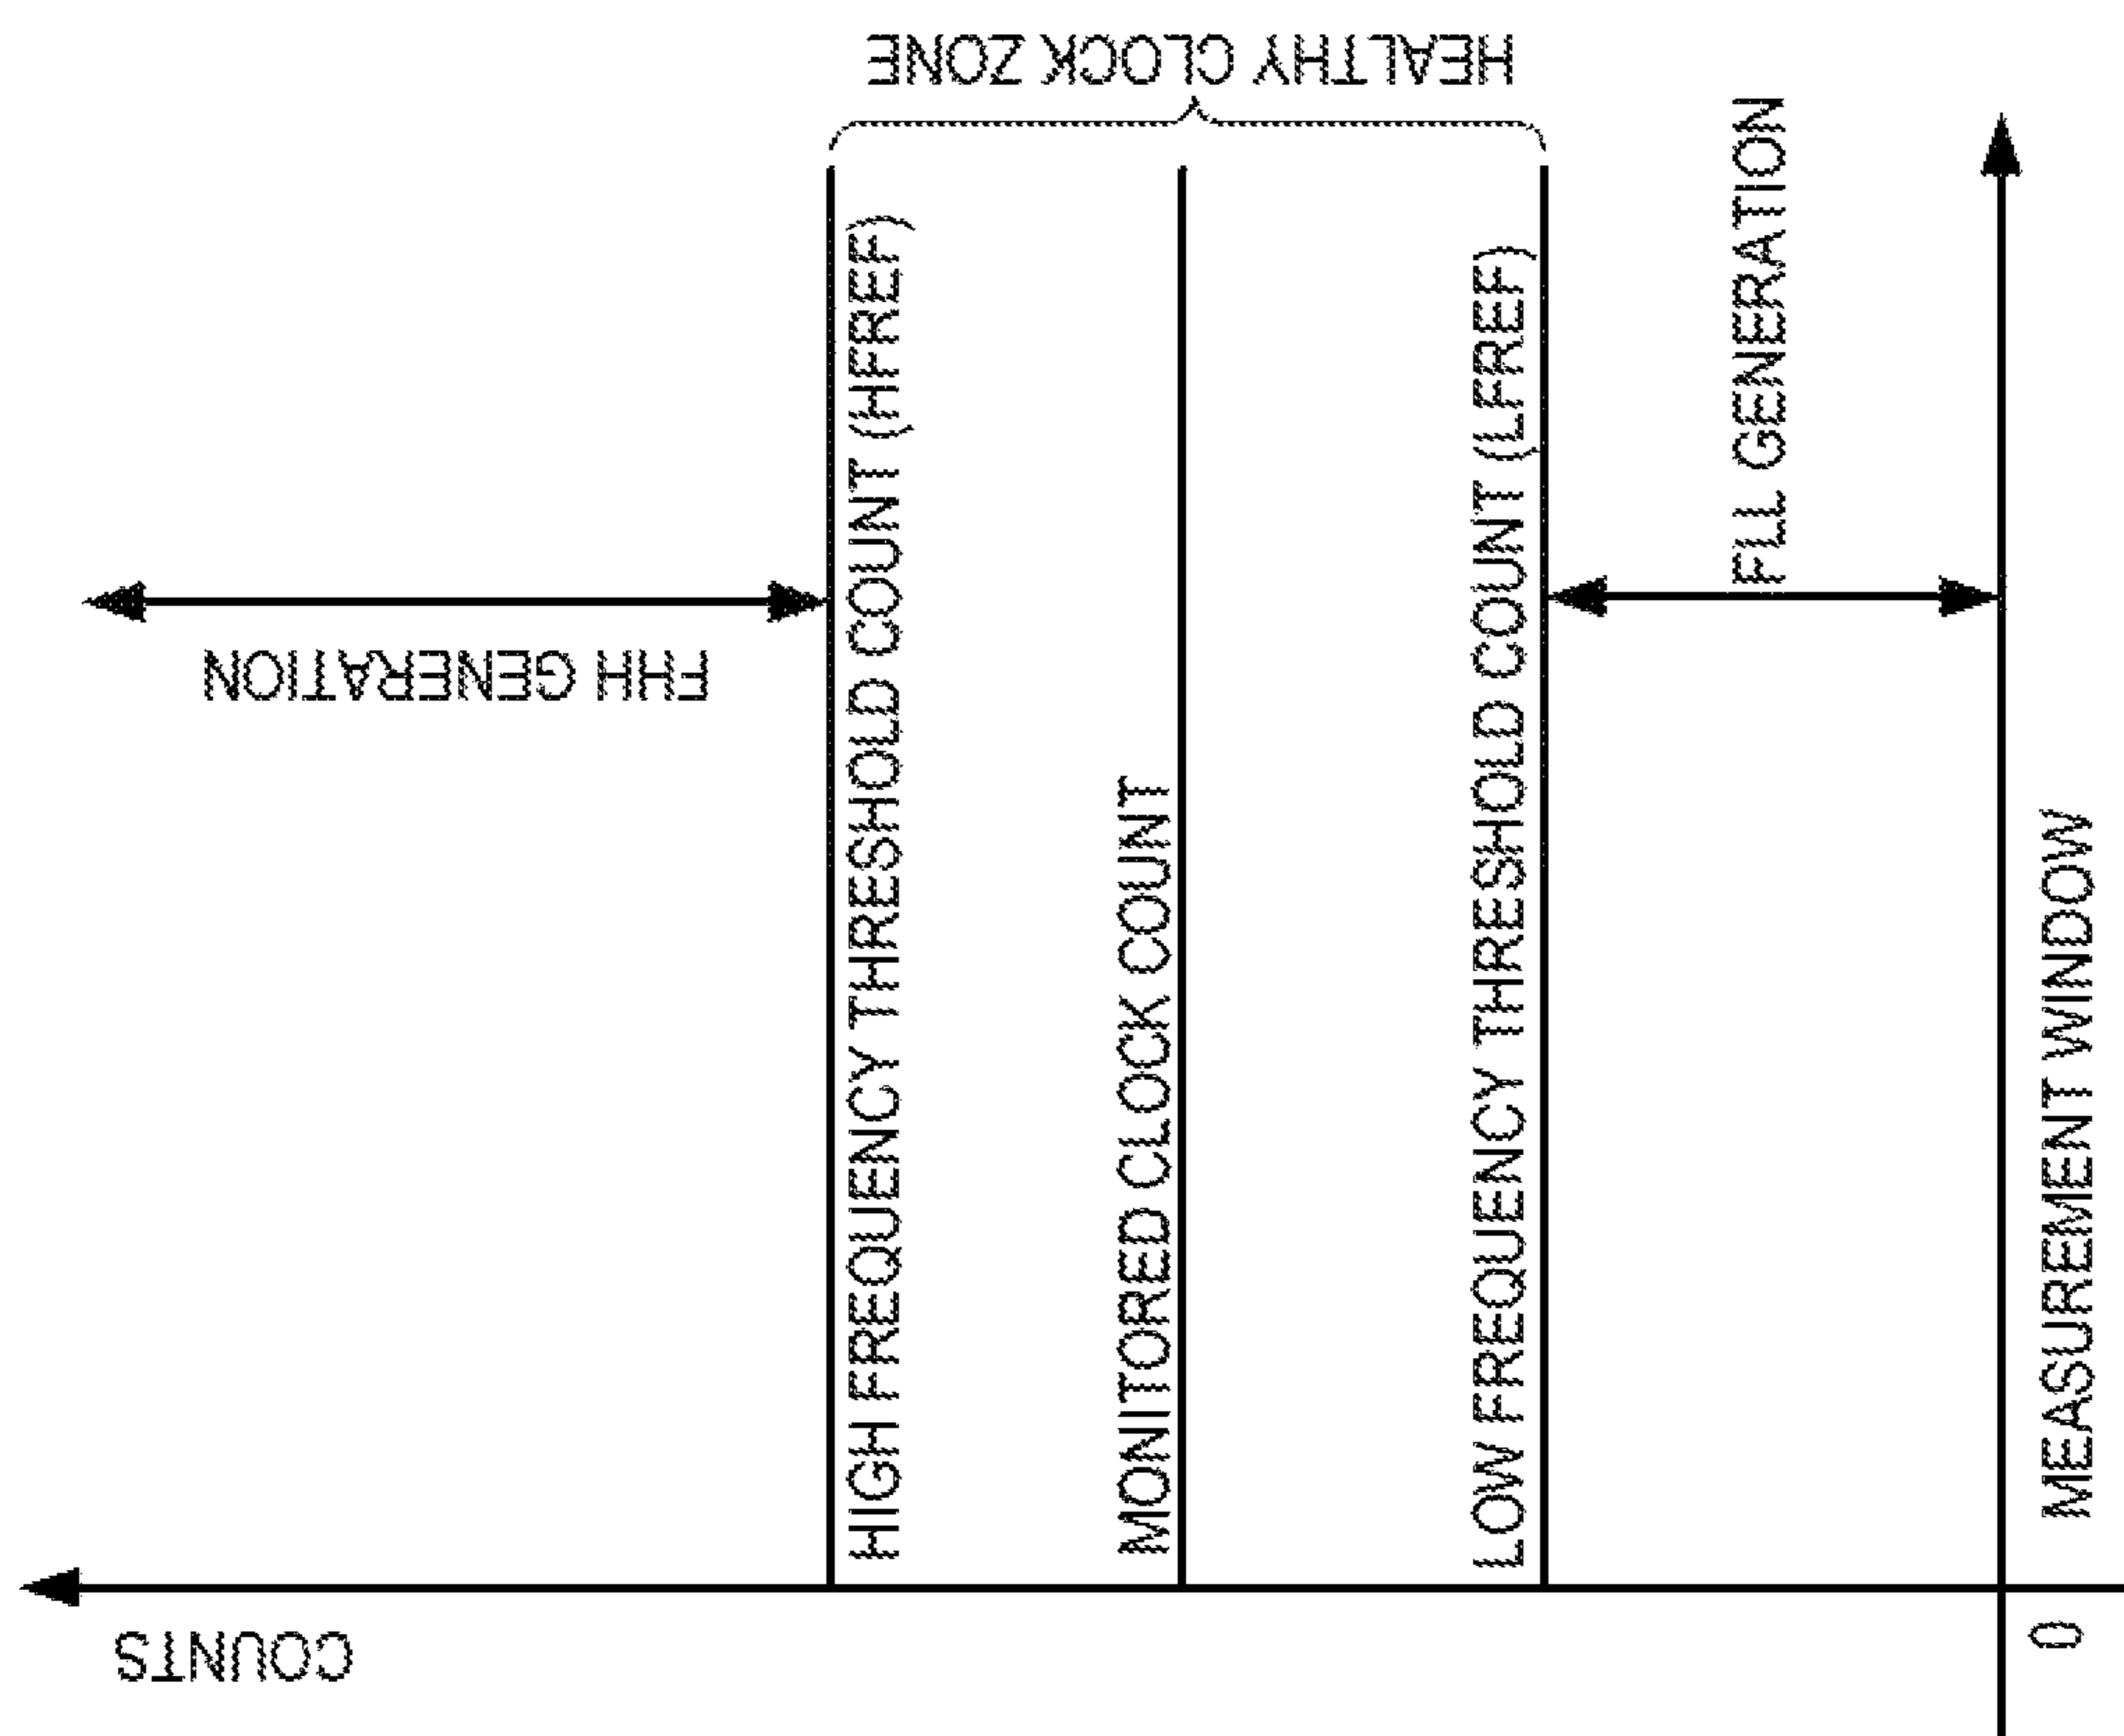 COUNTS
FHH GENERATION
HIGH FREQUENCY THRESHOLD COUNT (HFREF)
HEALTHY CLOCK ZONE
MONITORED CLOCK COUNT
LOW FREQUENCY THRESHOLD COUNT (LFREF)
FLL GENERATION
0
MEASUREMENT WINDOW